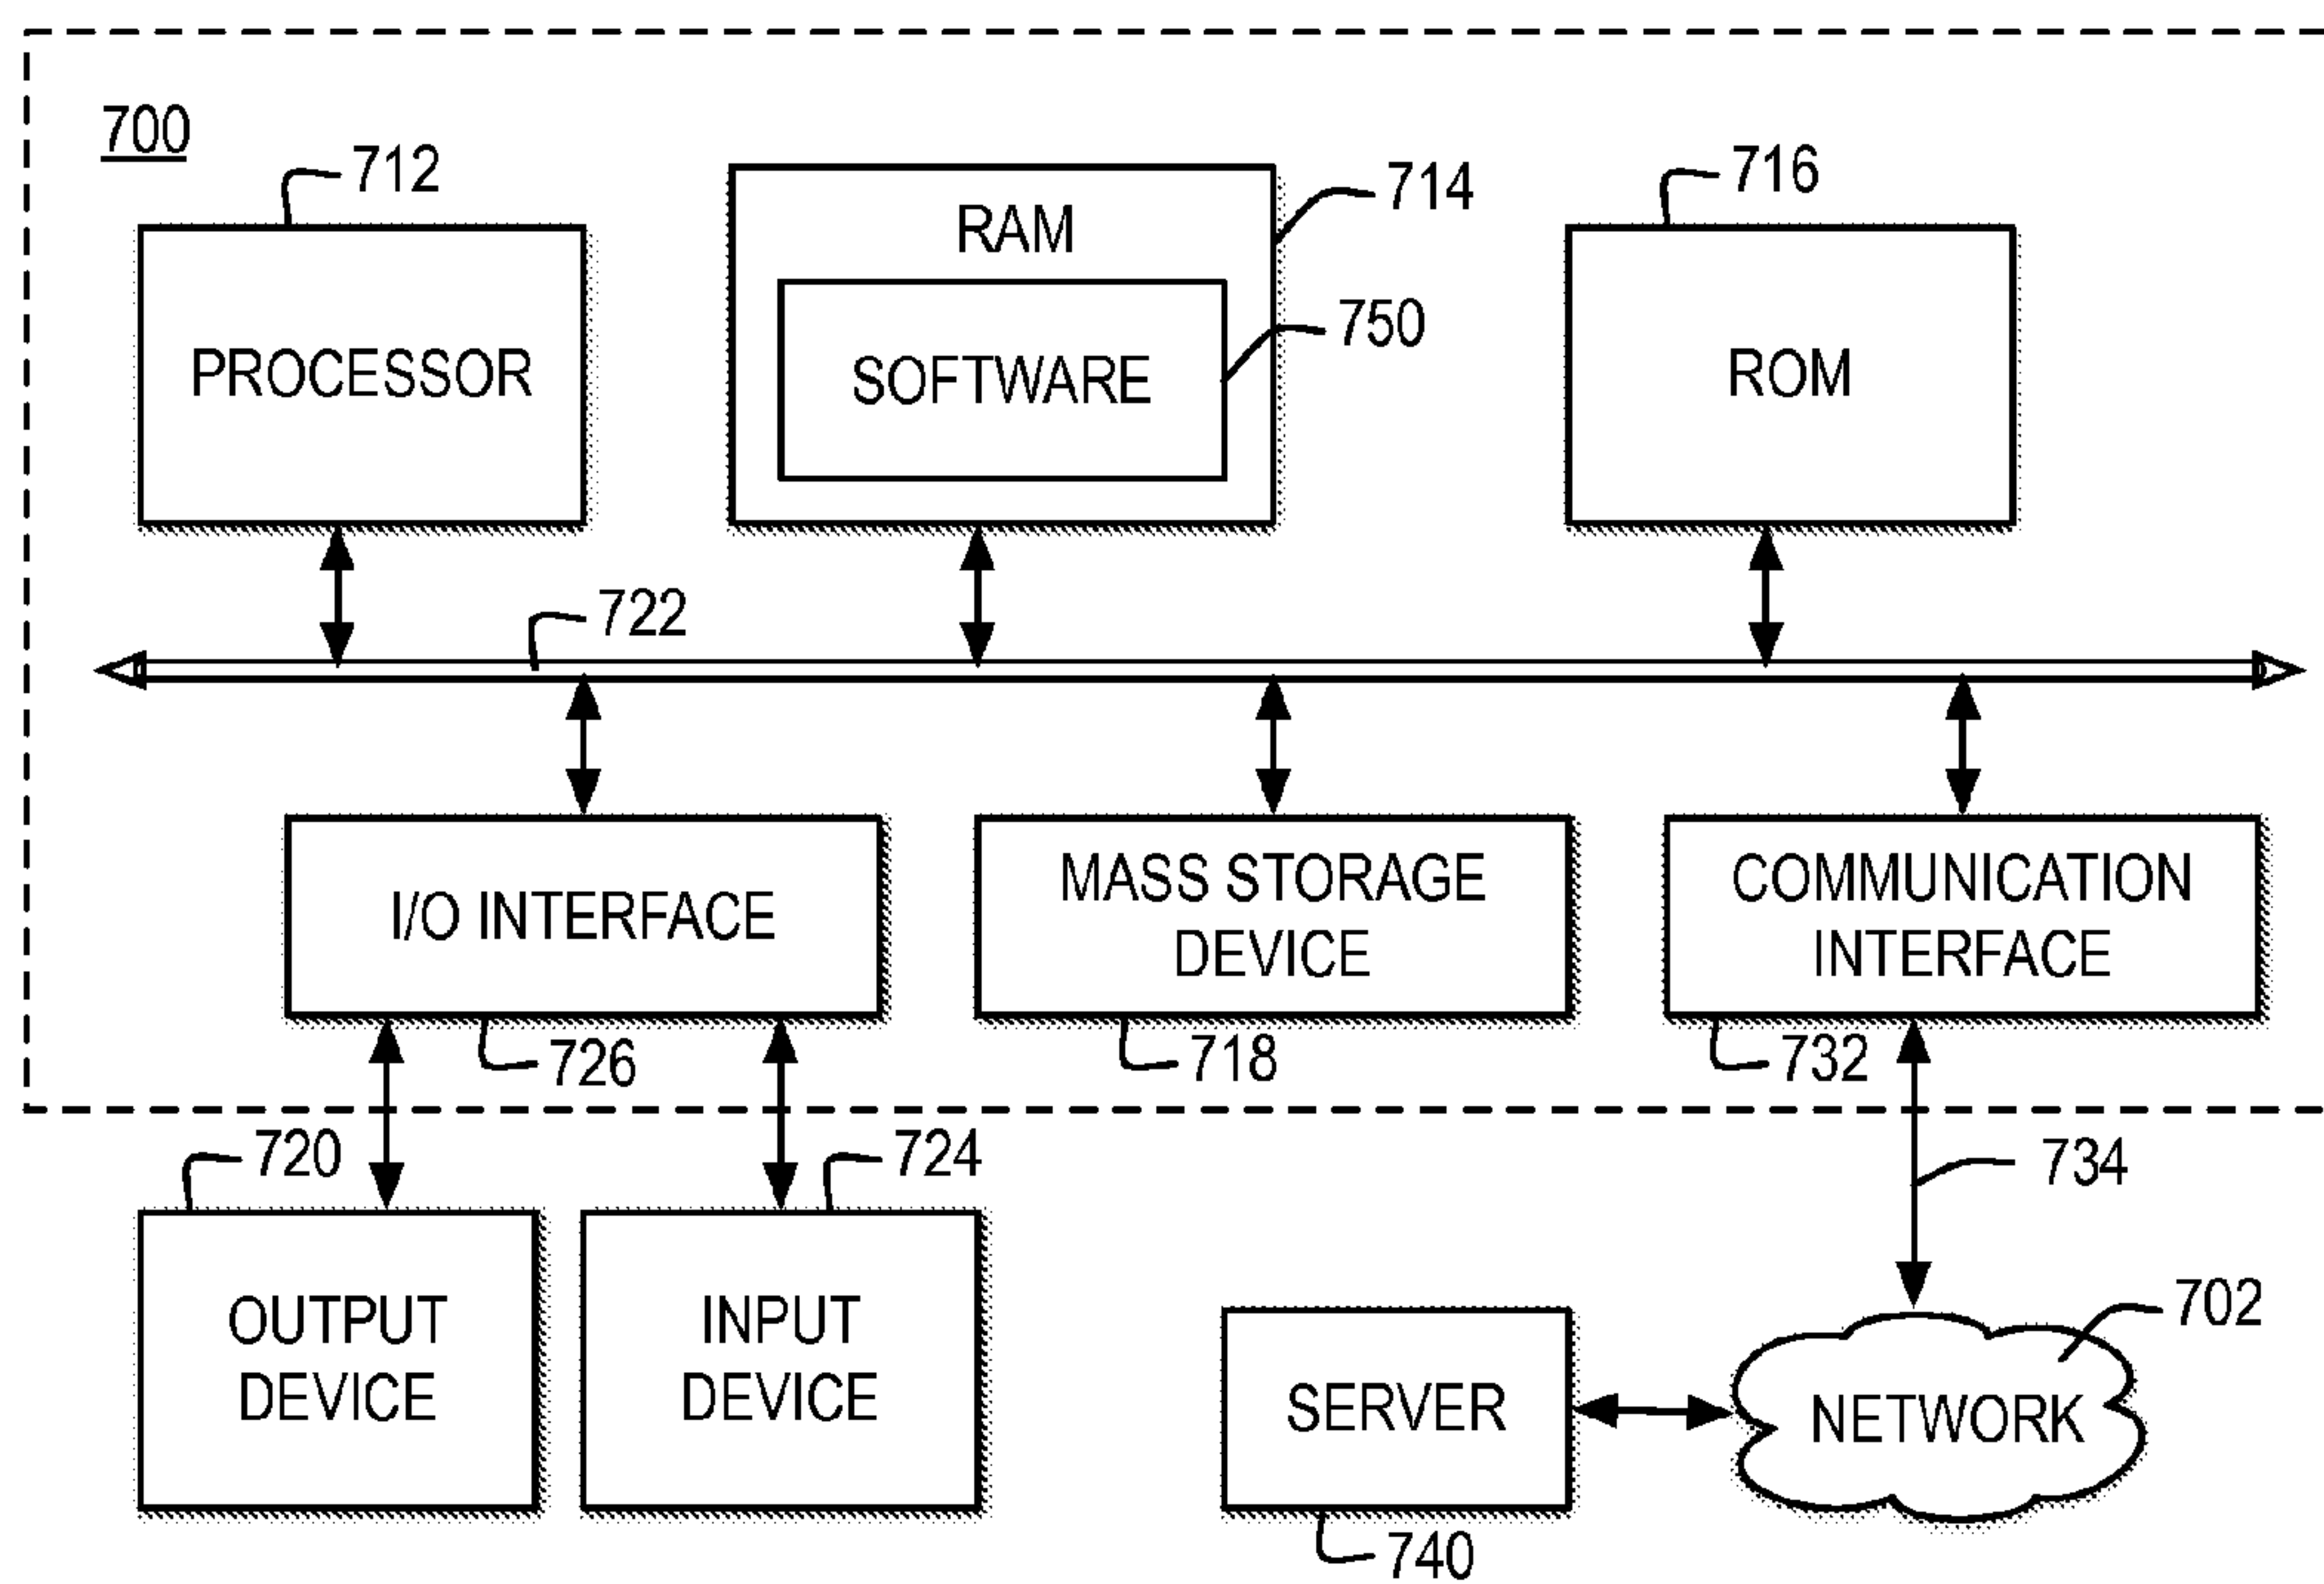 700
712
714
716
RAM
750
PROCESSOR
SOFTWARE
ROM
722
I/O INTERFACE
MASS STORAGE
DEVICE
COMMUNICATION
INTERFACE
726
718
732
720
724
734
OUTPUT
DEVICE
INPUT
DEVICE
702
SERVER
NETWORK
740